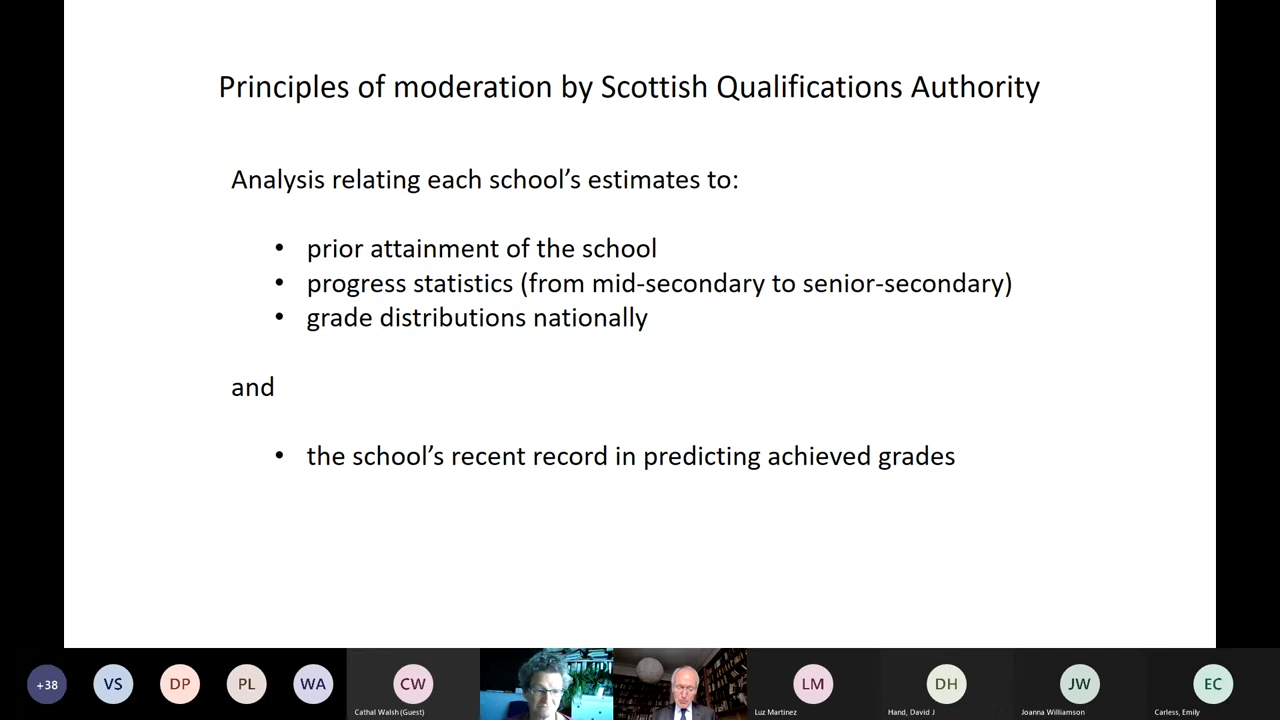 Principles of moderation by Scottish Qualifications Authority
Analysis relating each school’s estimates to:
• prior attainment of the school
• progress statistics (from mid-secondary to senior-secondary)
• grade distributions nationally
and
• the school’s recent record in predicting achieved grades
+38
VS
DP
PL
WA
CW
LM
DH
JW
EC
Cathal Walsh (Guest)
Luz Martinez
Hand, David J
Joanna Williamson
Carless, Emily